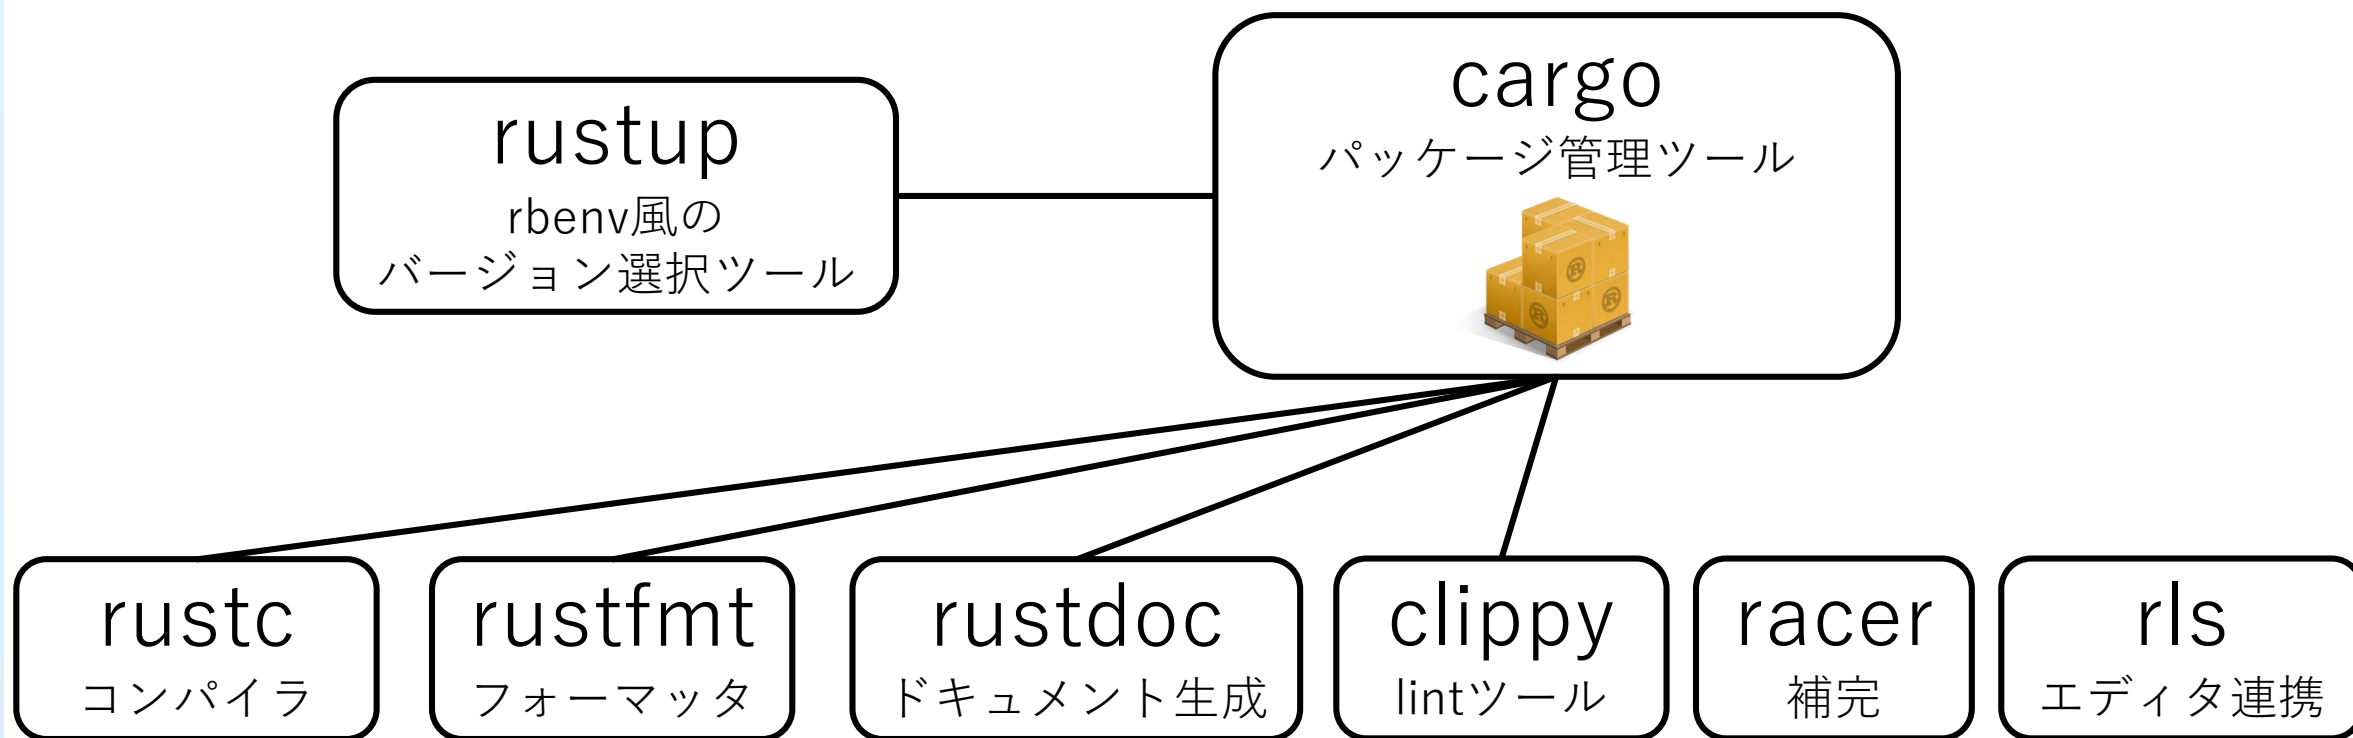 rustup
rbenv風の
バージョン選択ツール
cargo
パッケージ管理ツール
rustc
コンパイラ
rustfmt
フォーマッタ
rustdoc
ドキュメント生成
clippy
lintツール
racer
補完
rls
エディタ連携